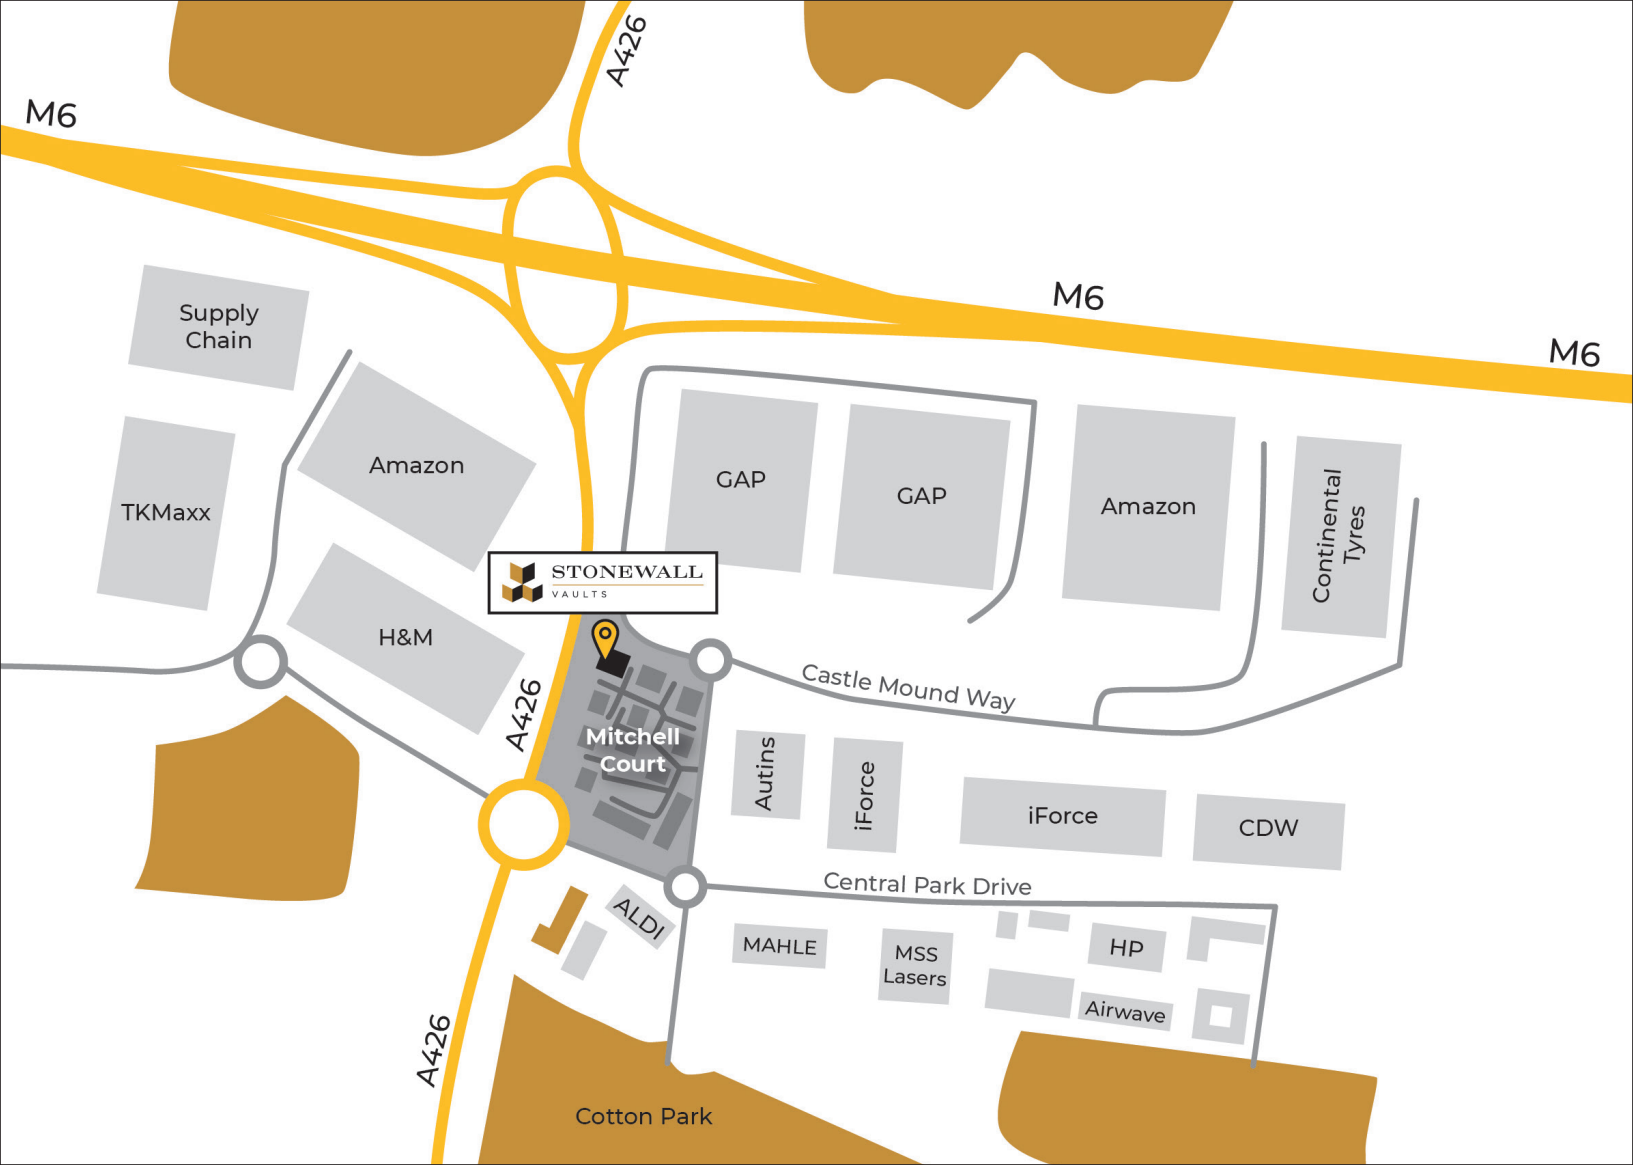 A426
M6
M6
M6
Supply
Chain
Amazon
TKMaxx
GAP
GAP
Amazon
Continental
Tyres
STONEWALL
VAULTS
H&M
A426
Castle Mound Way
Mitchell
Court
Autins
iForce
iForce
CDW
Central Park Drive
ALDI
MAHLE
MSS
Lasers
HP
Airwave
A426
Cotton Park